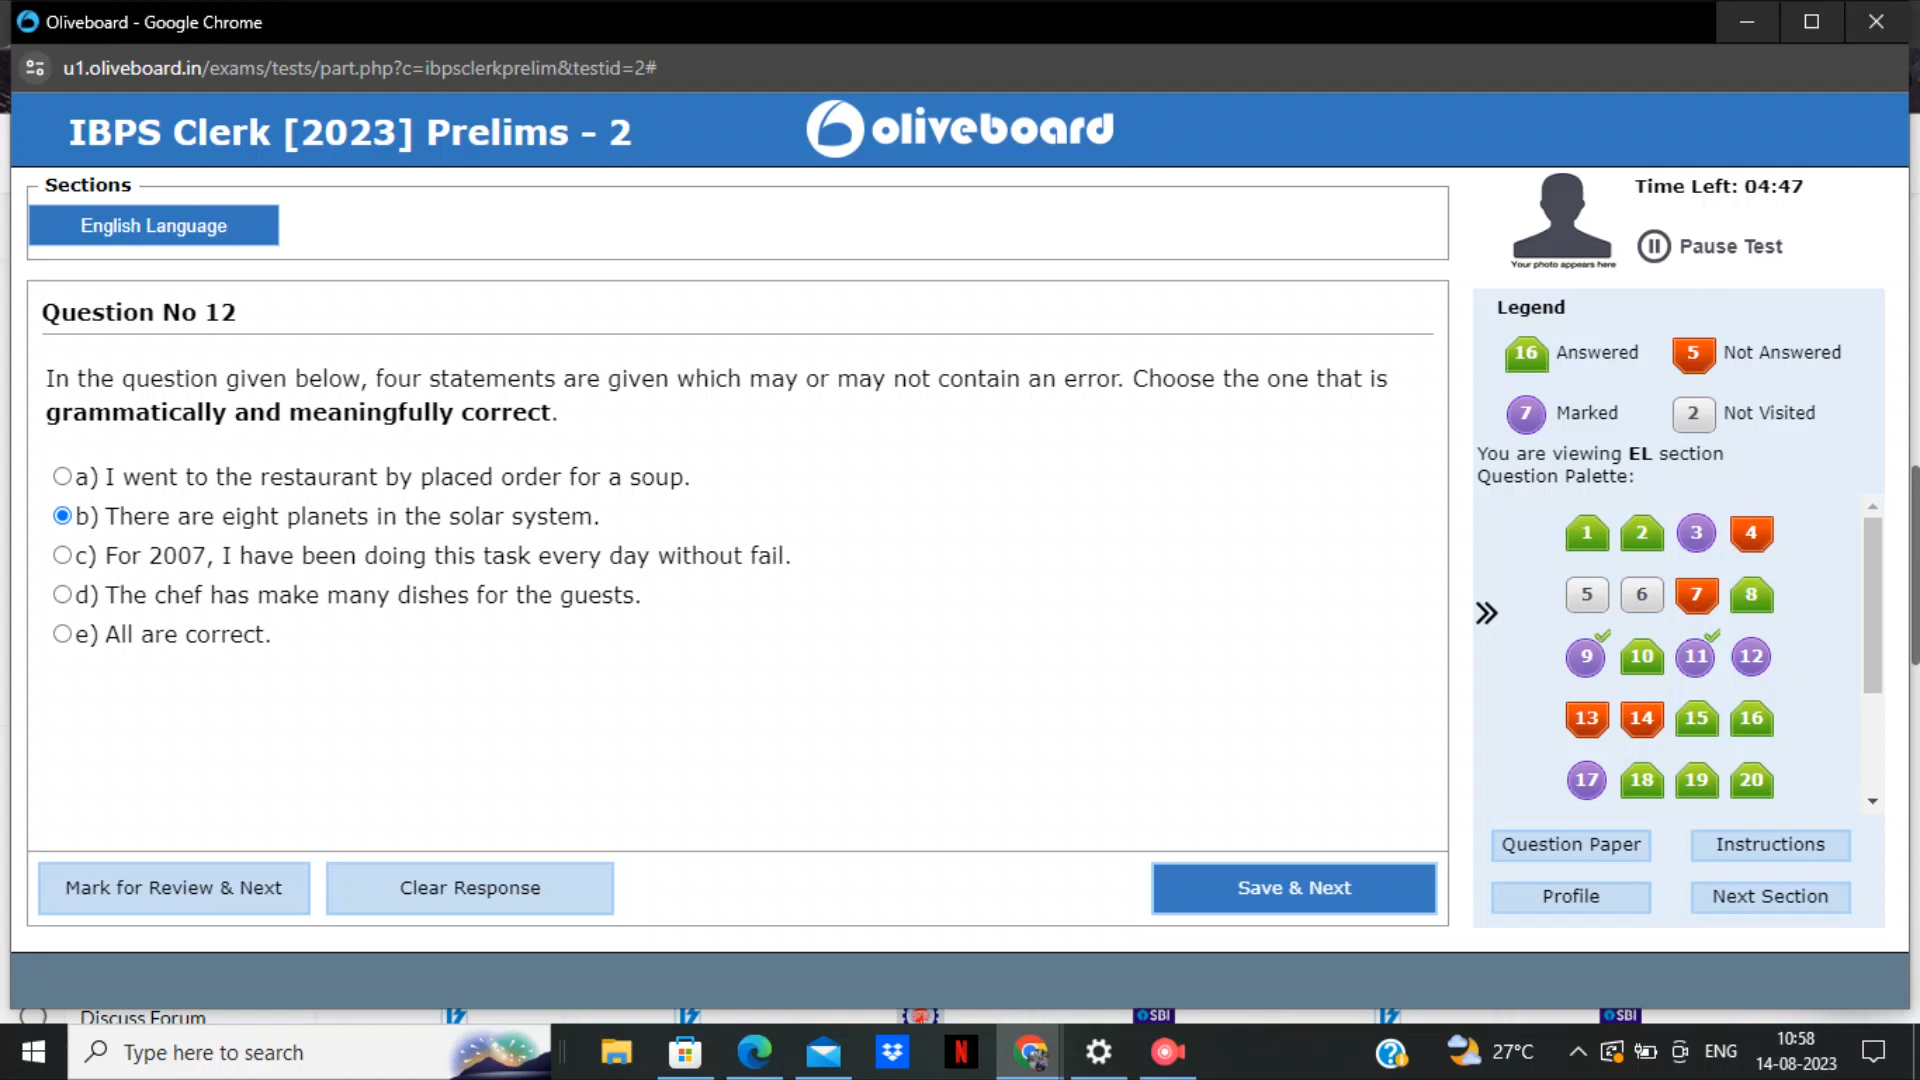 Oliveboard - Google Chrome
u1.oliveboard.in/exams/tests/part.php?c=ibpsclerkprelim&testid=2#
IBPS Clerk [2023] Prelims - 2
oliveboard
Sections
English Language
Your photo appears here
Time Left: 04:47
Pause Test
Question No 12
In the question given below, four statements are given which may or may not contain an error. Choose the one that is
grammatically and meaningfully correct.
a) I went to the restaurant by placed order for a soup.
b) There are eight planets in the solar system.
c) For 2007, I have been doing this task every day without fail.
d) The chef has make many dishes for the guests.
e) All are correct.
Mark for Review & Next
Clear Response
Save & Next
Legend
16 Answered 5 Not Answered
7 Marked 2 Not Visited
You are viewing EL section
Question Palette:
1 2 3 4
5 6 7 8
9 10 11 12
13 14 15 16
17 18 19 20
Question Paper Instructions
Profile Next Section
Discuss Forum
SBI
SBI
Type here to search
27°C
ENG
10:58
14-08-2023